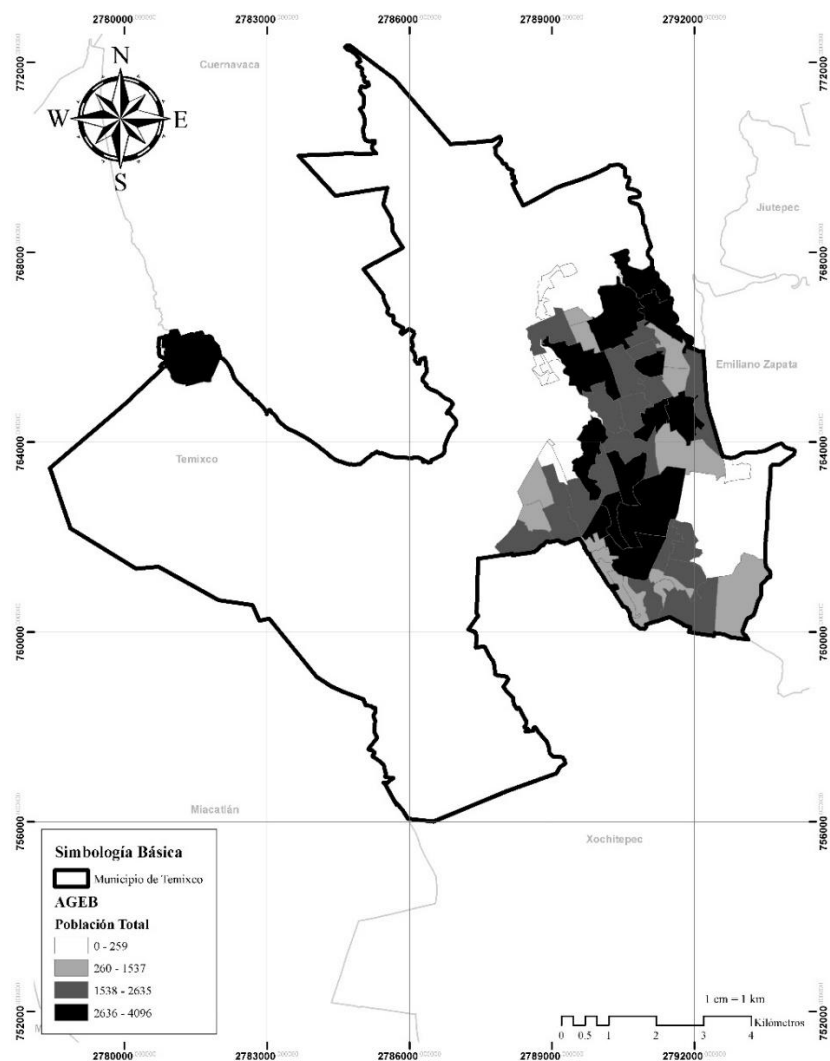 2780000 2783000 2786000 2789000 2792000
772000 772000
Cuernavaca
N
W E
S
Jiutepec
768000 768000
Emiliano Zapata
764000 764000
Temixco
760000 760000
Miacatlán
756000 756000
Xochitepec
Simbología Básica
Municipio de Temixco
AGEB
Población Total
0 - 259
260 - 1537
1538 - 2635
2636 - 4096
1 cm = 1 km
Kilómetros
0 0.5 1 2 3 4
752000 752000
2780000 2783000 2786000 2789000 2792000